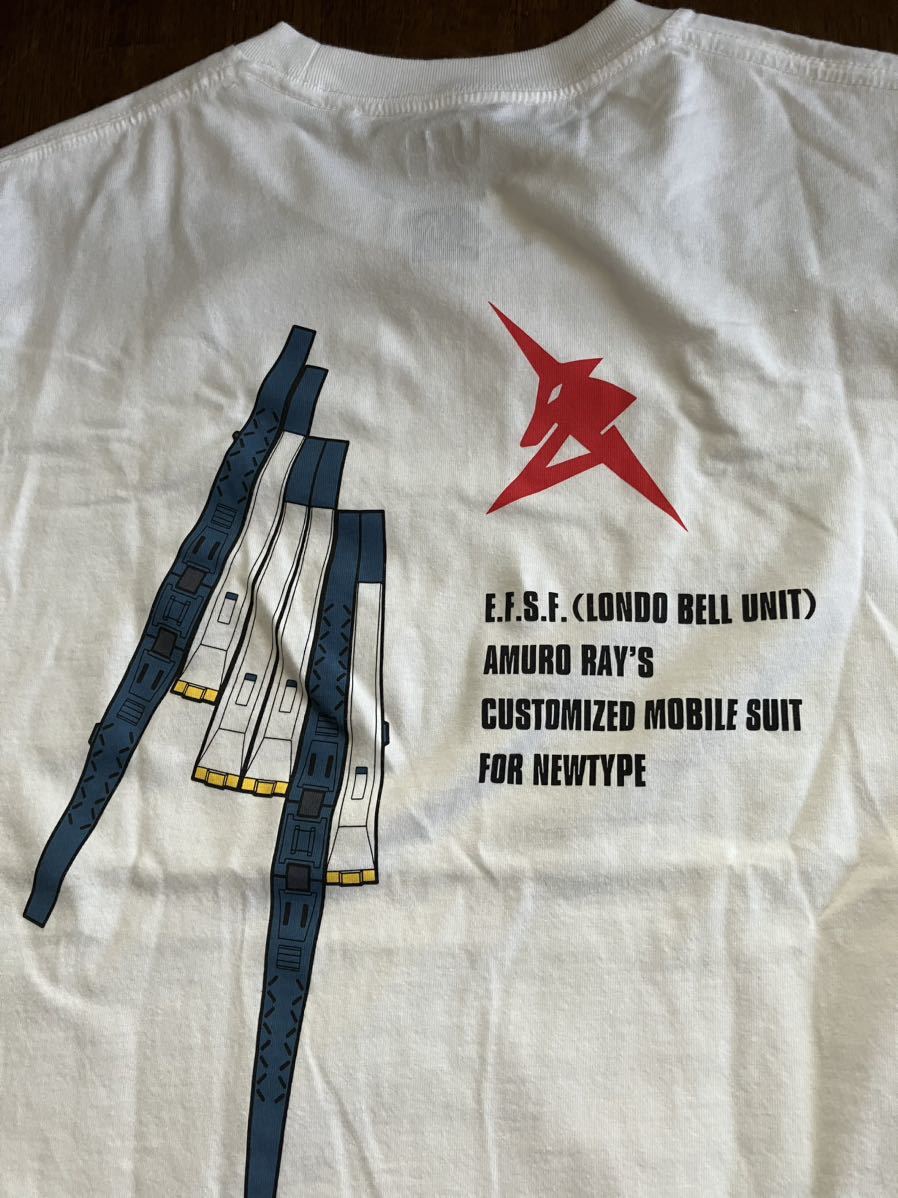 E.F.S.F. (LONDO BELL UNIT)
AMURO RAY'S
CUSTOMIZED MOBILE SUIT
FOR NEWTYPE